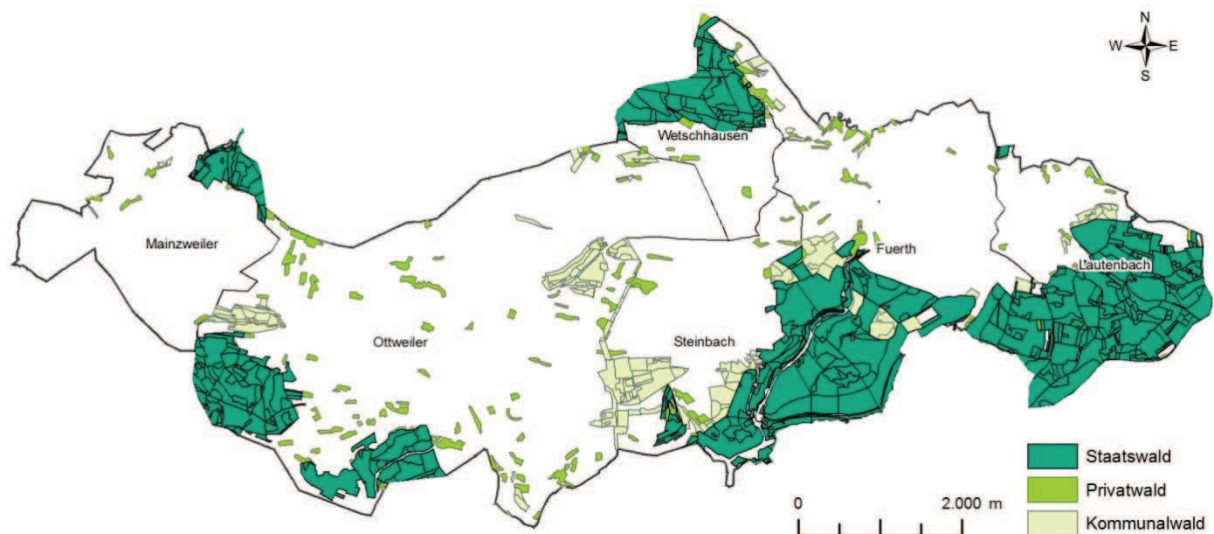 N
W E
S
Wetschhausen
Mainzweiler
Fuerth
Lautenbach
Ottweiler
Steinbach
Staatswald
Privatwald
Kommunalwald
0 2.000 m